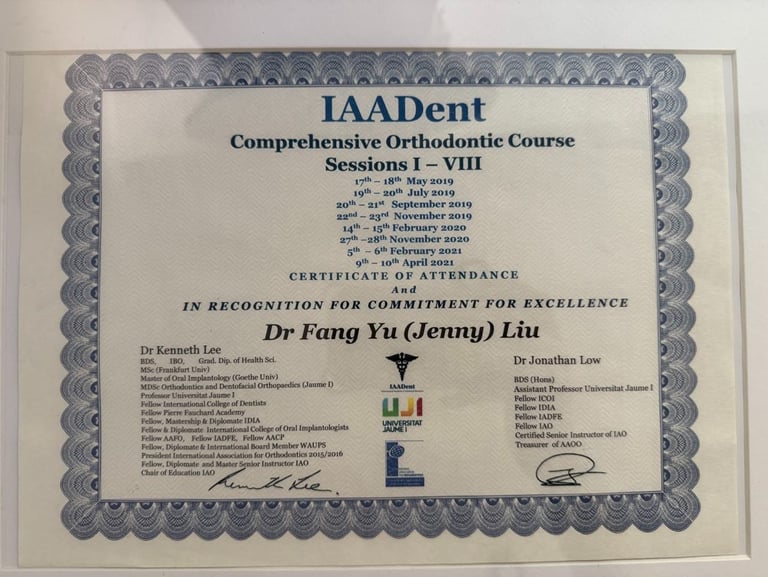 IAADent
Comprehensive Orthodontic Course
Sessions I – VIII
17th – 18th May 2019
19th – 20th July 2019
20th – 21st September 2019
22nd – 23rd November 2019
14th – 15th February 2020
27th –28th November 2020
5th – 6th February 2021
9th – 10th April 2021
CERTIFICATE OF ATTENDANCE
And
IN RECOGNITION FOR COMMITMENT FOR EXCELLENCE
Dr Fang Yu (Jenny) Liu
Dr Kenneth Lee
BDS, IBO, Grad. Dip. of Health Sci.
MSc (Frankfurt Univ)
Master of Oral Implantology (Goethe Univ)
MDSc Orthodontics and Dentofacial Orthopaedics (Jaume I)
Professor Universitat Jaume I
Fellow International College of Dentists
Fellow Pierre Fauchard Academy
Fellow, Mastership & Diplomate IDIA
Fellow & Diplomate International College of Oral Implantologists
Fellow AAFO, Fellow IADFE, Fellow AACP
Fellow, Diplomate & International Board Member WAUPS
President International Association for Orthodontics 2015/2016
Fellow, Diplomate and Master Senior Instructor IAO
Chair of Education IAO
IAADent
UJI
UNIVERSITAT
JAUME I
Dr Jonathan Low
BDS (Hons)
Assistant Professor Universitat Jaume I
Fellow ICOI
Fellow IDIA
Fellow IADFE
Fellow IAO
Certified Senior Instructor of IAO
Treasurer of AAOO